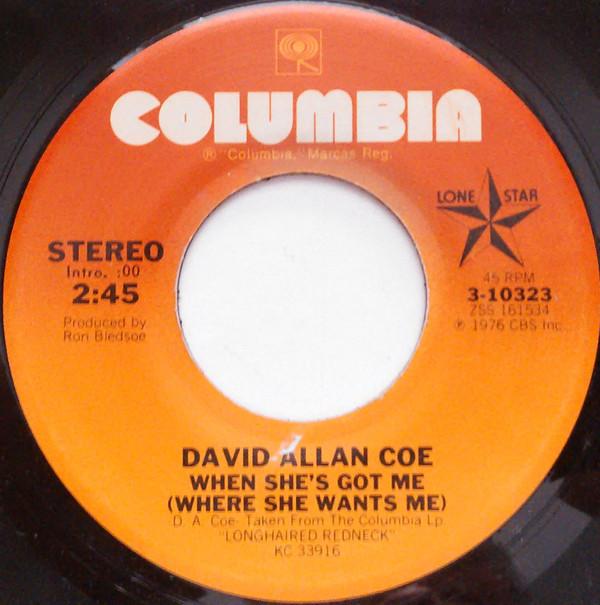 COLUMBIA
® "Columbia," Marcas Reg.
LONE STAR
STEREO
Intro. :00
2:45
Produced by
Ron Bledsoe
45 RPM
3-10323
ZSS 161534
℗ 1976 CBS Inc.
DAVID ALLAN COE
WHEN SHE'S GOT ME
(WHERE SHE WANTS ME)
D. A. Coe- Taken From The Columbia Lp
"LONGHAIRED REDNECK"
KC 33916